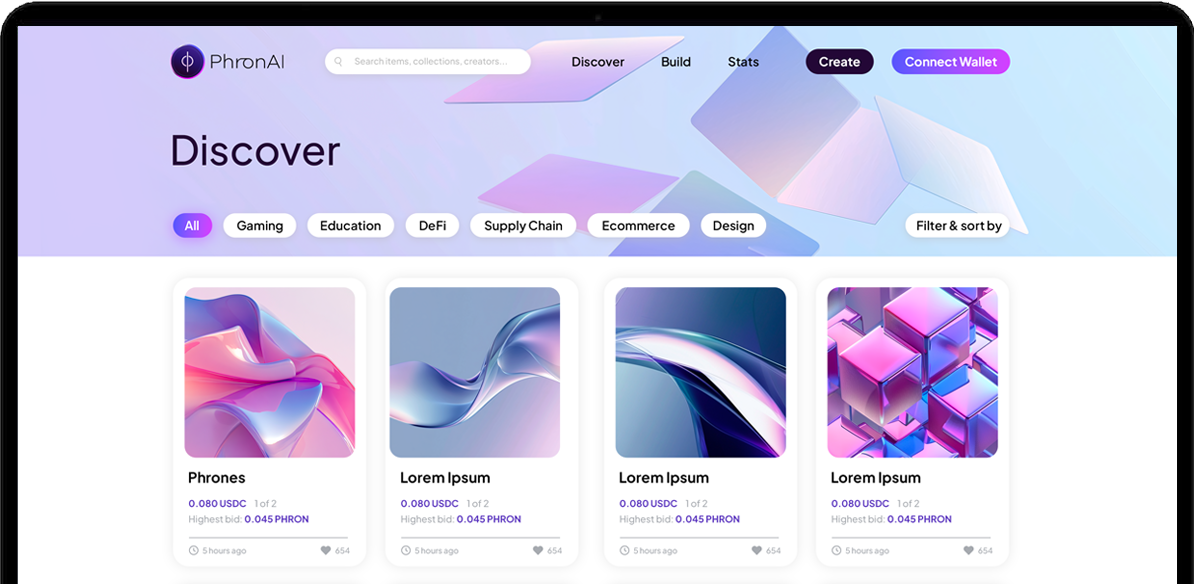 PhronAI
Search items, collections, creators...
Discover
Build
Stats
Create
Connect Wallet
Discover
All
Gaming
Education
DeFi
Supply Chain
Ecommerce
Design
Filter & sort by
Phrones
0.080 USDC 1 of 2
Highest bid: 0.045 PHRON
5 hours ago 654
Lorem Ipsum
0.080 USDC 1 of 2
Highest bid: 0.045 PHRON
5 hours ago 654
Lorem Ipsum
0.080 USDC 1 of 2
Highest bid: 0.045 PHRON
5 hours ago 654
Lorem Ipsum
0.080 USDC 1 of 2
Highest bid: 0.045 PHRON
5 hours ago 654